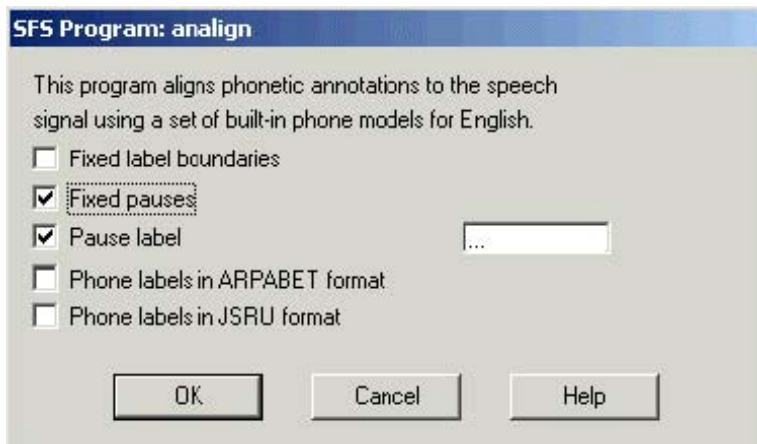 SFS Program: analign
This program aligns phonetic annotations to the speech
signal using a set of built-in phone models for English.
Fixed label boundaries
Fixed pauses
Pause label ...
Phone labels in ARPABET format
Phone labels in JSRU format
OK Cancel Help